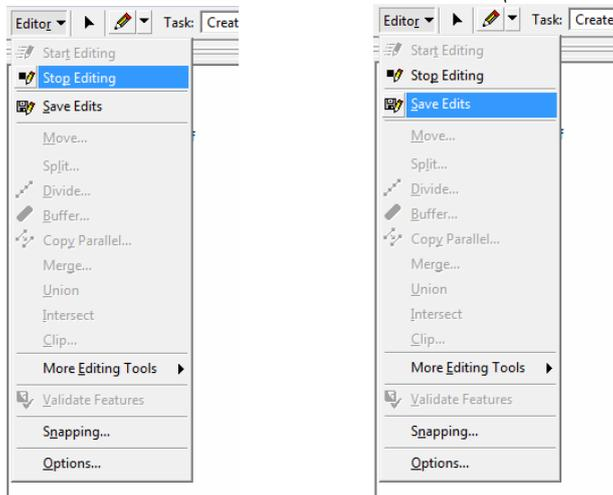 Editor Task: Create
Start Editing
Stop Editing
Save Edits
Move...
Split...
Divide...
Buffer...
Copy Parallel...
Merge...
Union
Intersect
Clip...
More Editing Tools
Validate Features
Snapping...
Options...
Editor Task: Create
Start Editing
Stop Editing
Save Edits
Move...
Split...
Divide...
Buffer...
Copy Parallel...
Merge...
Union
Intersect
Clip...
More Editing Tools
Validate Features
Snapping...
Options...